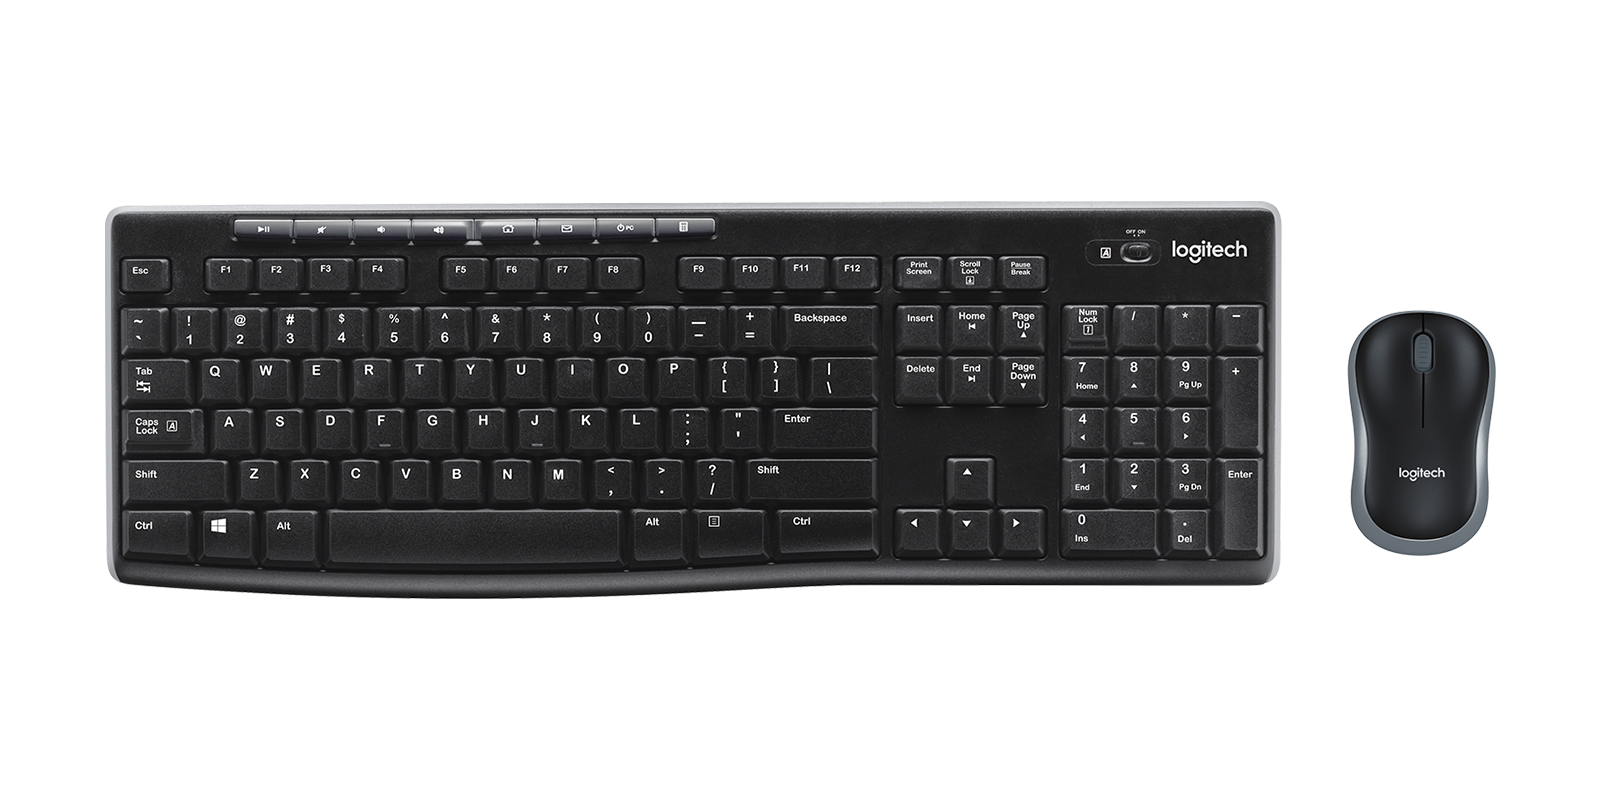 PC
OFF ON
A
logitech
Esc F1 F2 F3 F4 F5 F6 F7 F8 F9 F10 F11 F12
Print Screen
Scroll Lock
Pause Break
~ ` ! 1 @ 2 # 3 $ 4 % 5 ^ 6 & 7 * 8 ( 9 ) 0 _ - + = Backspace
Insert
Home
Page Up
Num Lock 1 / * -
Tab Q W E R T Y U I O P { [ } ] | \
Delete
End
Page Down
7 Home 8 9 Pg Up +
Caps Lock A
A S D F G H J K L : ; " ' Enter
4 5 6
Shift Z X C V B N M < , > . ? / Shift
1 End 2 3 Pg Dn Enter
Ctrl Alt Alt Ctrl
0 Ins . Del
logitech